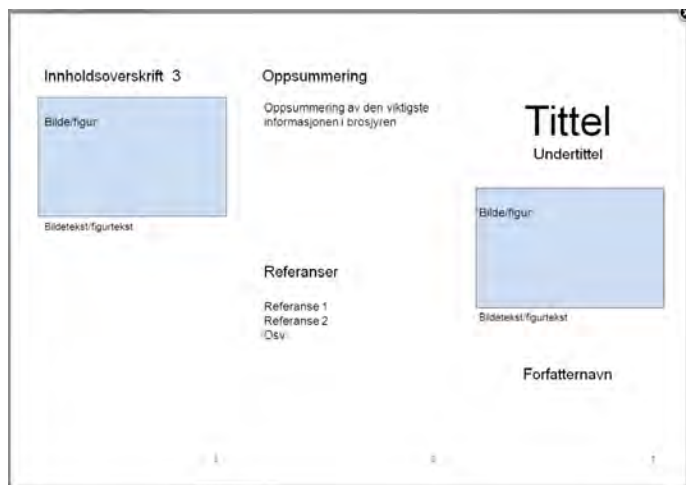 Innholdsoverskrift 3
Bilde/figur
Bildetekst/figurtekst
Oppsummering
Oppsummering av den viktigste
informasjonen i brosjyren
Referanser
Referanse 1
Referanse 2
Osv
Tittel
Undertittel
Bilde/figur
Bildetekst/figurtekst
Forfatternavn